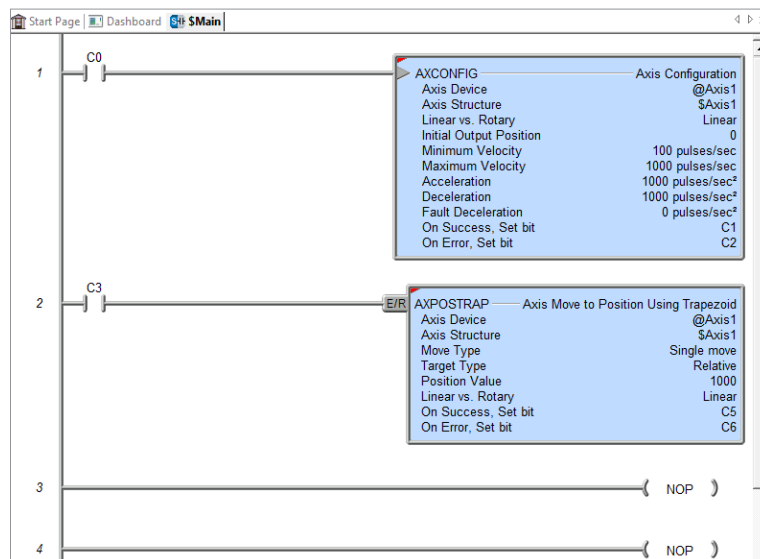 Start Page Dashboard $Main
C0
1
AXCONFIG Axis Configuration
Axis Device @Axis1
Axis Structure $Axis1
Linear vs. Rotary Linear
Initial Output Position 0
Minimum Velocity 100 pulses/sec
Maximum Velocity 1000 pulses/sec
Acceleration 1000 pulses/sec²
Deceleration 1000 pulses/sec²
Fault Deceleration 0 pulses/sec²
On Success, Set bit C1
On Error, Set bit C2
C3
2 E/R AXPOSTRAP Axis Move to Position Using Trapezoid
Axis Device @Axis1
Axis Structure $Axis1
Move Type Single move
Target Type Relative
Position Value 1000
Linear vs. Rotary Linear
On Success, Set bit C5
On Error, Set bit C6
3 NOP
4 NOP